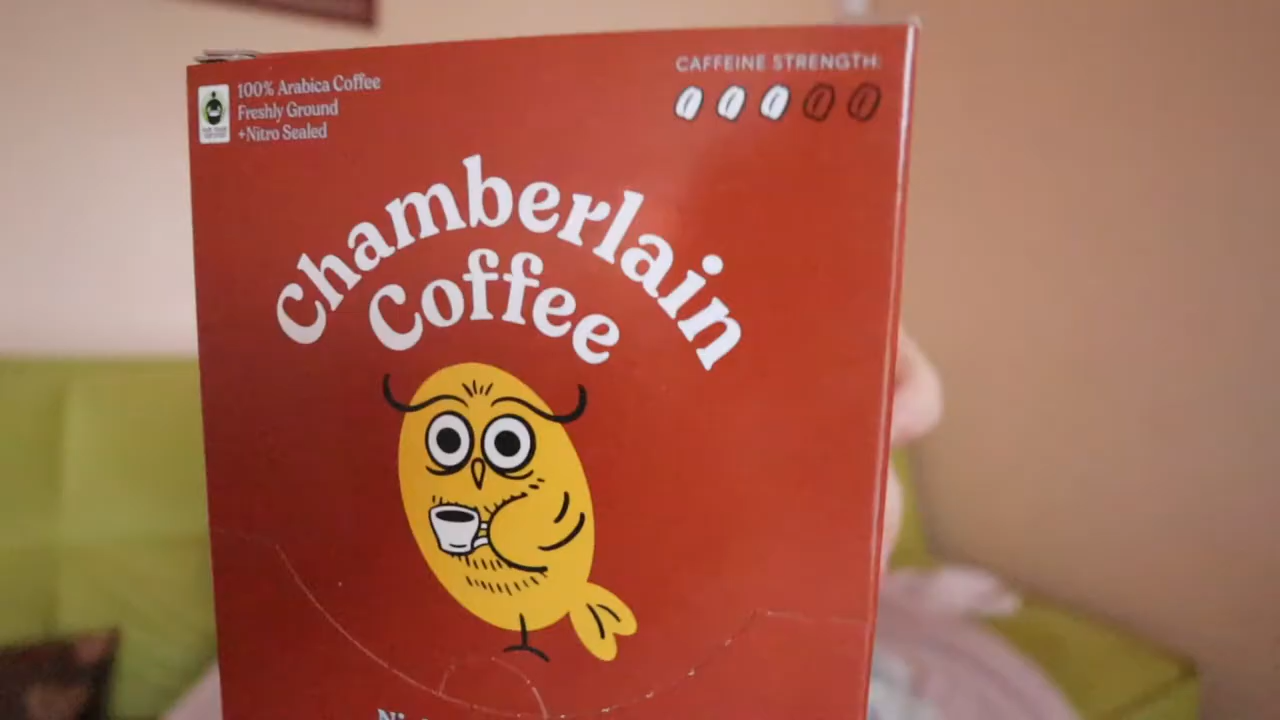 100% Arabica Coffee
Freshly Ground
+Nitro Sealed
CAFFEINE STRENGTH:
Chamberlain
Coffee